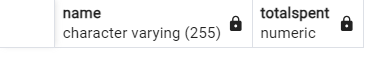 name
character varying (255)
totalspent
numeric